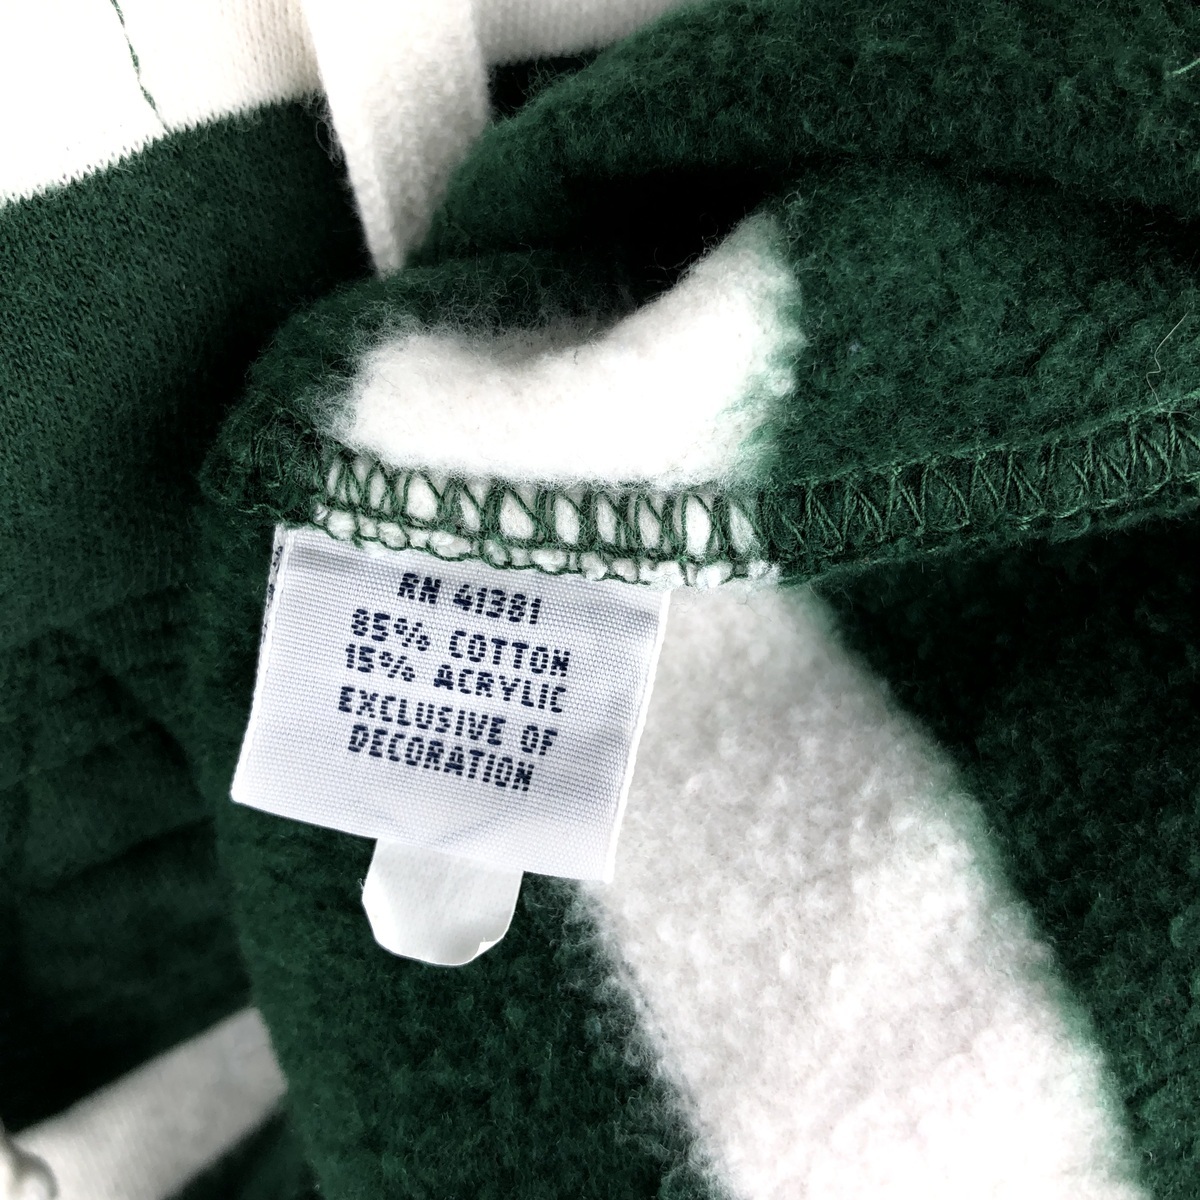 RN 41381
85% COTTON
15% ACRYLIC
EXCLUSIVE OF
DECORATION